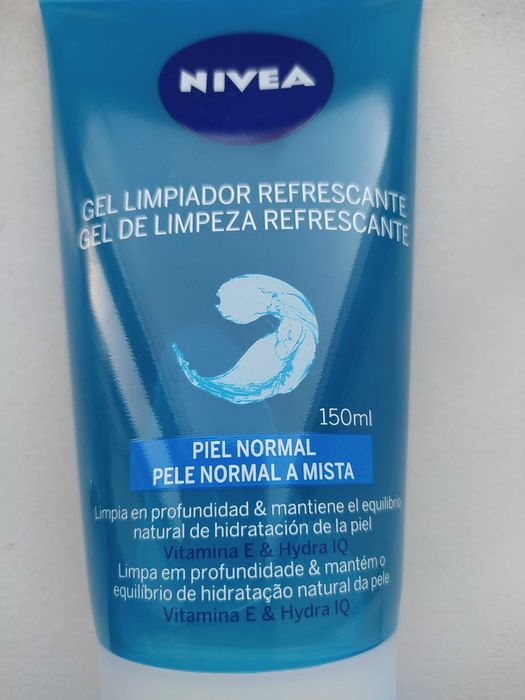 NIVEA
GEL LIMPIADOR REFRESCANTE
GEL DE LIMPEZA REFRESCANTE
150ml
PIEL NORMAL
PELE NORMAL A MISTA
Limpia en profundidad & mantiene el equilibrio
natural de hidratación de la piel
Vitamina E & Hydra IQ
Limpa em profundidade & mantém o
equilíbrio de hidratação natural da pele
Vitamina E & Hydra IQ